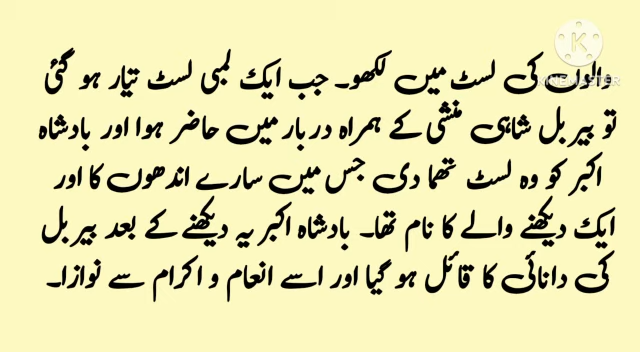 والوں کی لسٹ میں لکھو۔ جب ایک لمبی لسٹ تیار ہو گئی
تو بیربل شاہی منشی کے ہمراہ دربار میں حاضر ہوا اور بادشاہ
اکبر کو وہ لسٹ تھما دی جس میں سارے اندھوں کا اور
ایک دیکھنے والے کا نام تھا۔ بادشاہ اکبر یہ دیکھنے کے بعد بیربل
کی دانائی کا قائل ہو گیا اور اسے انعام و اکرام سے نوازا۔
K
KINEMASTER